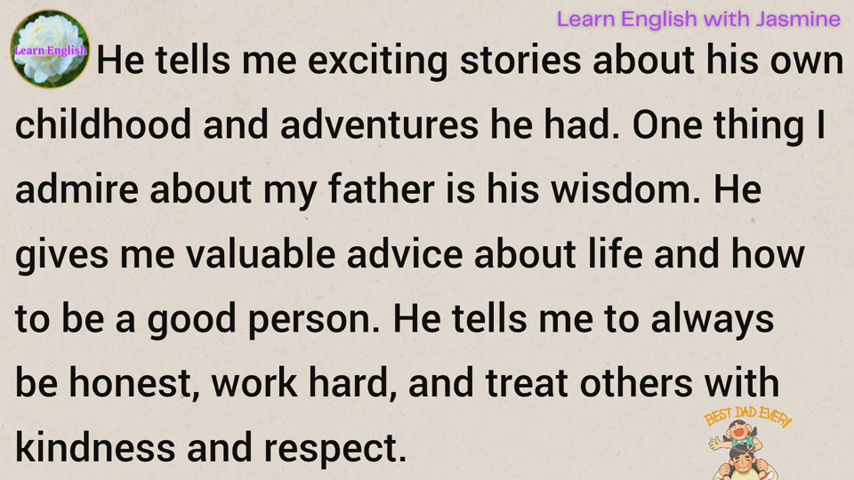 Learn English with Jasmine
Learn English
He tells me exciting stories about his own
childhood and adventures he had. One thing I
admire about my father is his wisdom. He
gives me valuable advice about life and how
to be a good person. He tells me to always
be honest, work hard, and treat others with
kindness and respect.
BEST DAD EVER!